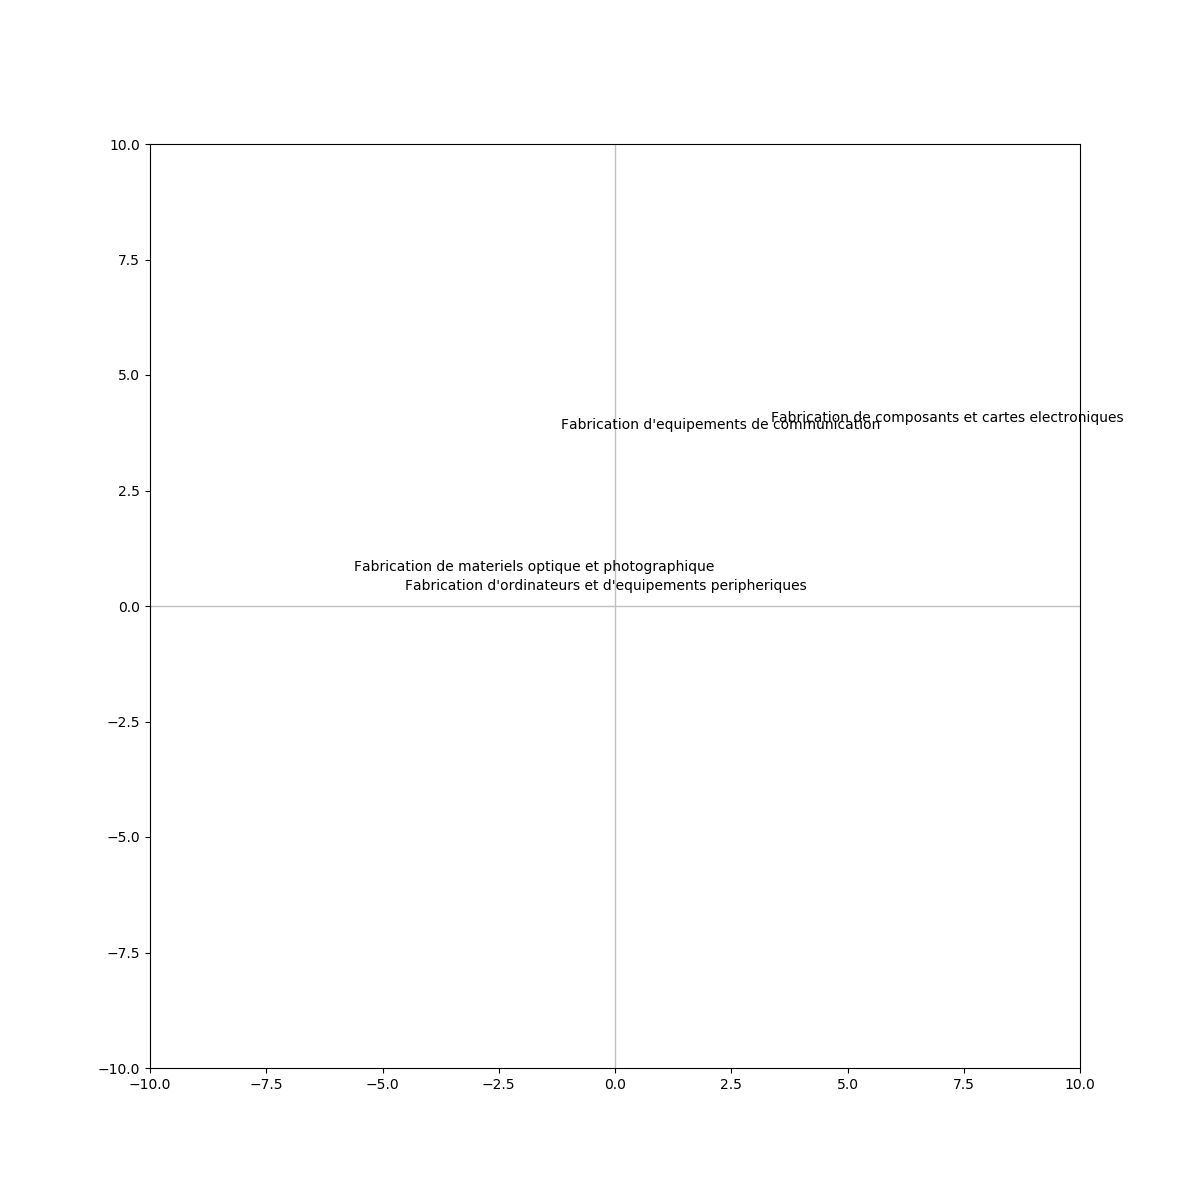 10.0
7.5
5.0
Fabrication de composants et cartes electroniques
Fabrication d'equipements de communication
2.5
Fabrication de materiels optique et photographique
Fabrication d'ordinateurs et d'equipements peripheriques
0.0
−2.5
−5.0
−7.5
−10.0
−10.0 −7.5 −5.0 −2.5 0.0 2.5 5.0 7.5 10.0